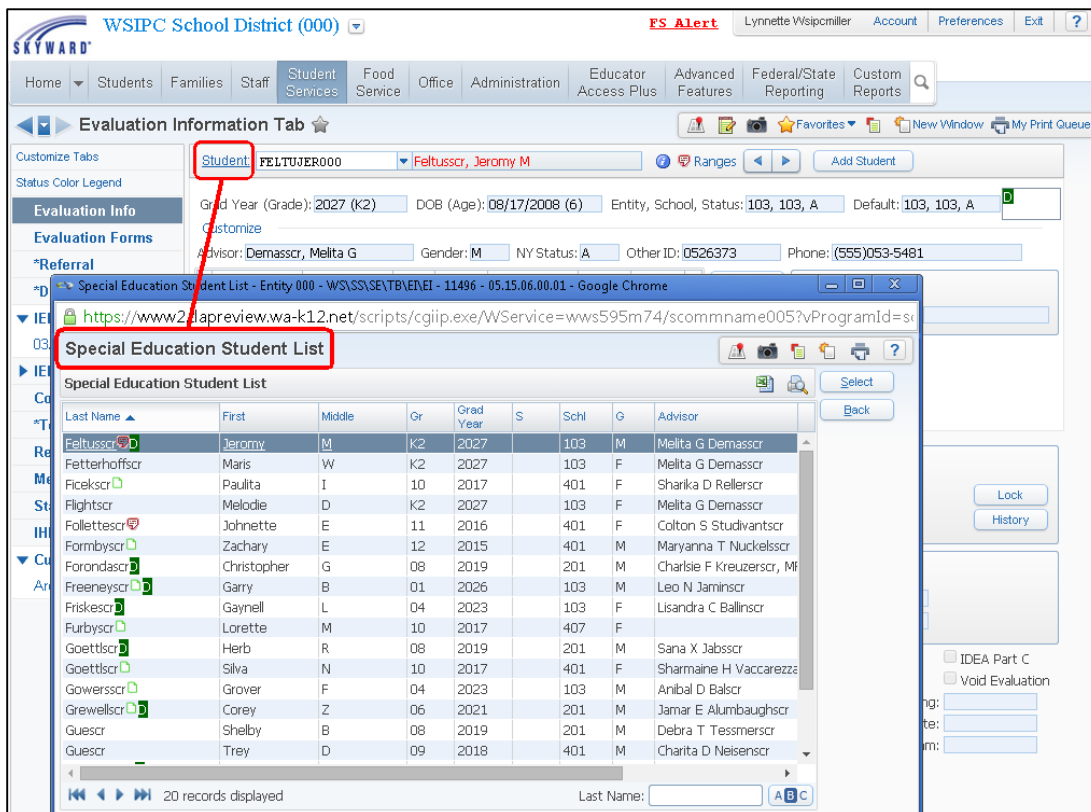 WSIPC School District (000)
FS Alert
Lynnette Wsipcmiller Account Preferences Exit ?
SKYWARD
Home Students Families Staff Student Services Food Service Office Administration Educator Access Plus Advanced Features Federal/State Reporting Custom Reports
Evaluation Information Tab
Favorites New Window My Print Queue
Customize Tabs
Status Color Legend
Evaluation Info
Evaluation Forms
*Referral
Student: FELTUJER000 Feltusscr, Jeromy M Ranges Add Student
Grad Year (Grade): 2027 (K2) DOB (Age): 08/17/2008 (6) Entity, School, Status: 103, 103, A Default: 103, 103, A D
Customize
Advisor: Demasscr, Melita G Gender: M NY Status: A Other ID: 0526373 Phone: (555)053-5481
Special Education Student List - Entity 000 - WS\SS\SE\TB\EI\EI - 11496 - 05.15.06.00.01 - Google Chrome
Special Education Student List
?
Special Education Student List
Select
Back
Last Name First Middle Gr Grad Year S Schl G Advisor
Feltusscr D Jeromy M K2 2027 103 M Melita G Demasscr
Fetterhoffscr Maris W K2 2027 103 F Melita G Demasscr
Ficekscr Paulita I 10 2017 401 F Sharika D Rellerscr
Flightscr Melodie D K2 2027 103 F Melita G Demasscr
Follettescr Johnette E 11 2016 401 F Colton S Studivantscr
Formbyscr Zachary E 12 2015 401 M Maryanna T Nuckelsscr
Forondascr D Christopher G 08 2019 201 M Charlsie F Kreuzerscr, MF
Freeneyscr D Garry B 01 2026 103 M Leo N Jaminscr
Friskescr D Gaynell L 04 2023 103 F Lisandra C Ballinscr
Furbyscr Lorette M 10 2017 407 F
Goettlscr D Herb R 08 2019 201 M Sana X Jabsscr
Goettlscr Silva N 10 2017 401 F Sharmaine H Vaccarezza
Gowersscr Grover F 04 2023 103 M Anibal D Balscr
Grewellscr D Corey Z 06 2021 201 M Jamar E Alumbaughscr
Guescr Shelby B 08 2019 201 M Debra T Tessmerscr
Guescr Trey D 09 2018 401 M Charita D Neisenscr
20 records displayed Last Name: ABC
Lock
History
IDEA Part C
Void Evaluation